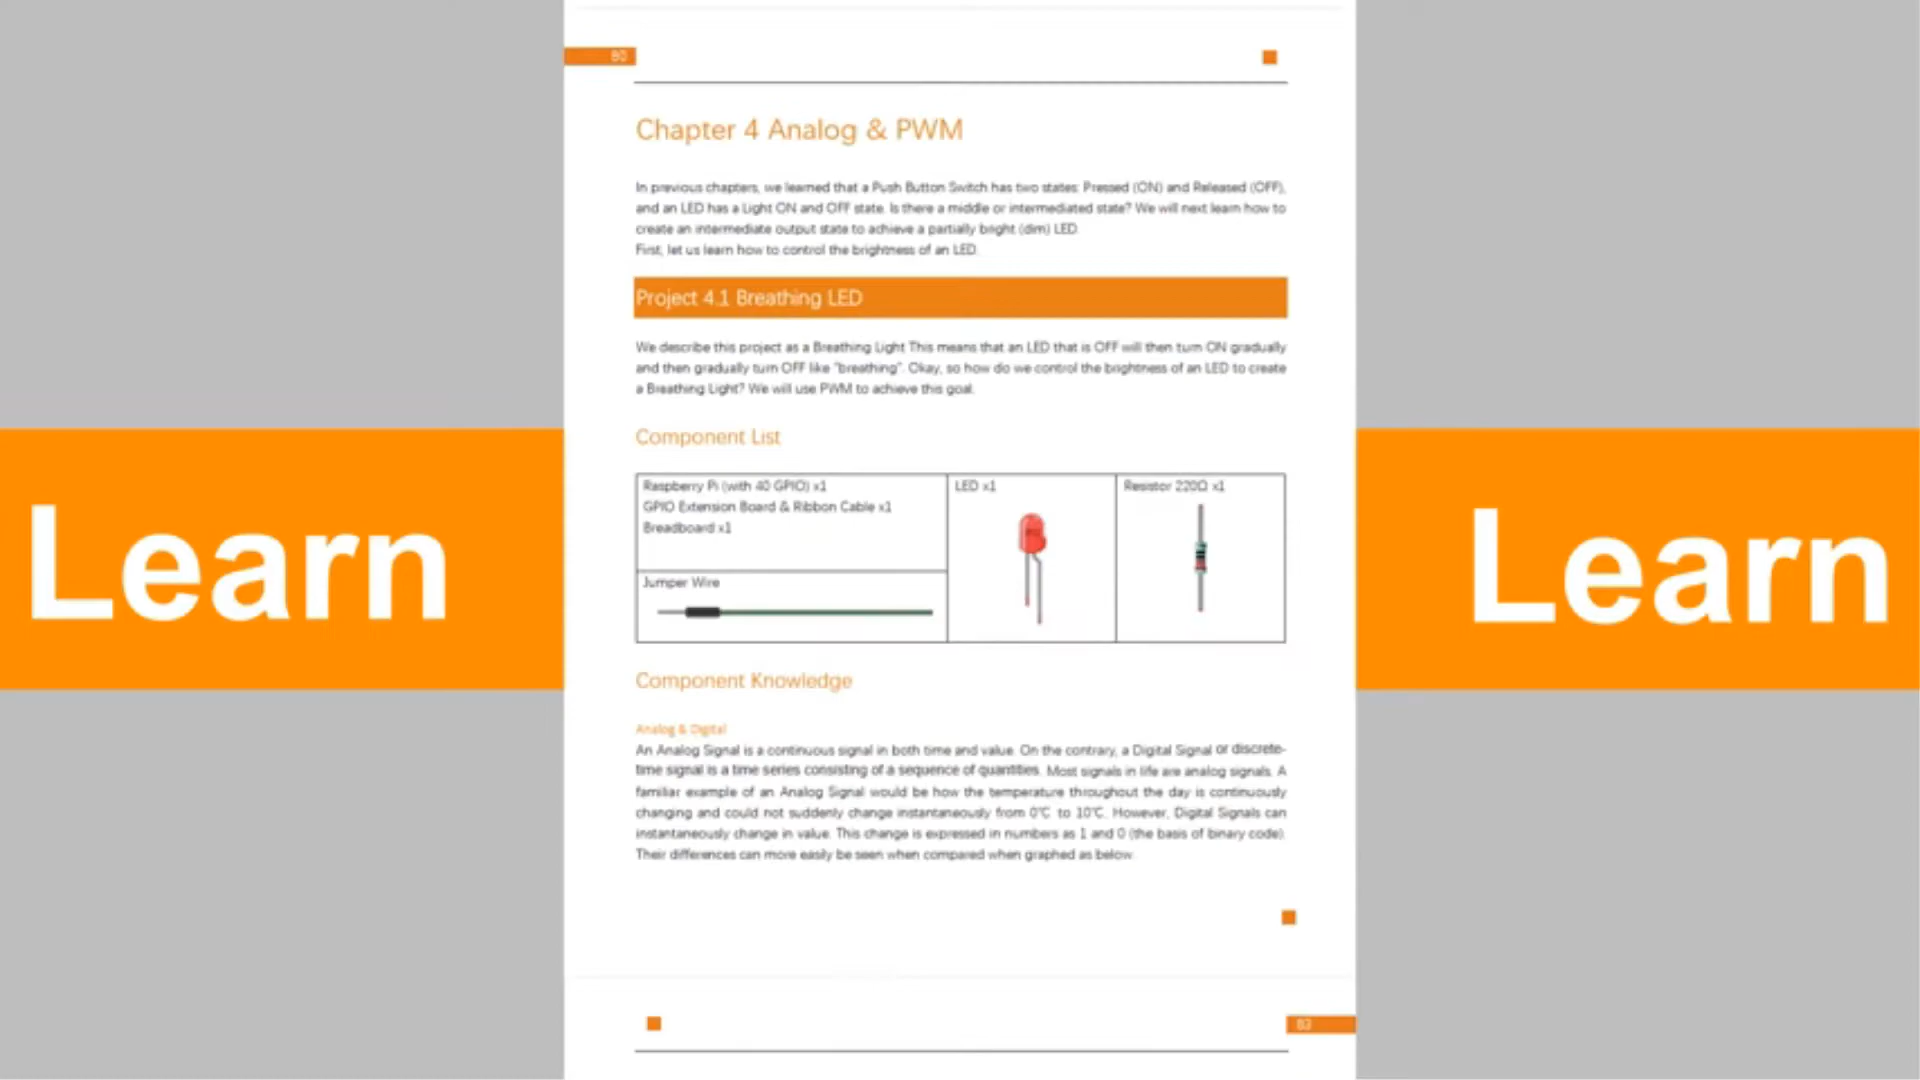 80
Chapter 4 Analog & PWM
In previous chapters, we learned that a Push Button Switch has two states: Pressed (ON) and Released (OFF),
and an LED has a Light ON and OFF state. Is there a middle or intermediated state? We will next learn how to
create an intermediate output state to achieve a partially bright (dim) LED.
First, let us learn how to control the brightness of an LED.
Project 4.1 Breathing LED
We describe this project as a Breathing Light This means that an LED that is OFF will then turn ON gradually
and then gradually turn OFF like "breathing". Okay, so how do we control the brightness of an LED to create
a Breathing Light? We will use PWM to achieve this goal.
Component List
Raspberry Pi (with 40 GPIO) x1
GPIO Extension Board & Ribbon Cable x1
Breadboard x1
LED x1
Resistor 220Ω x1
Jumper Wire
Learn
Learn
Component Knowledge
Analog & Digital
An Analog Signal is a continuous signal in both time and value. On the contrary, a Digital Signal or discrete-
time signal is a time series consisting of a sequence of quantities. Most signals in life are analog signals. A
familiar example of an Analog Signal would be how the temperature throughout the day is continuously
changing and could not suddenly change instantaneously from 0℃ to 10℃. However, Digital Signals can
instantaneously change in value. This change is expressed in numbers as 1 and 0 (the basis of binary code).
Their differences can more easily be seen when compared when graphed as below.